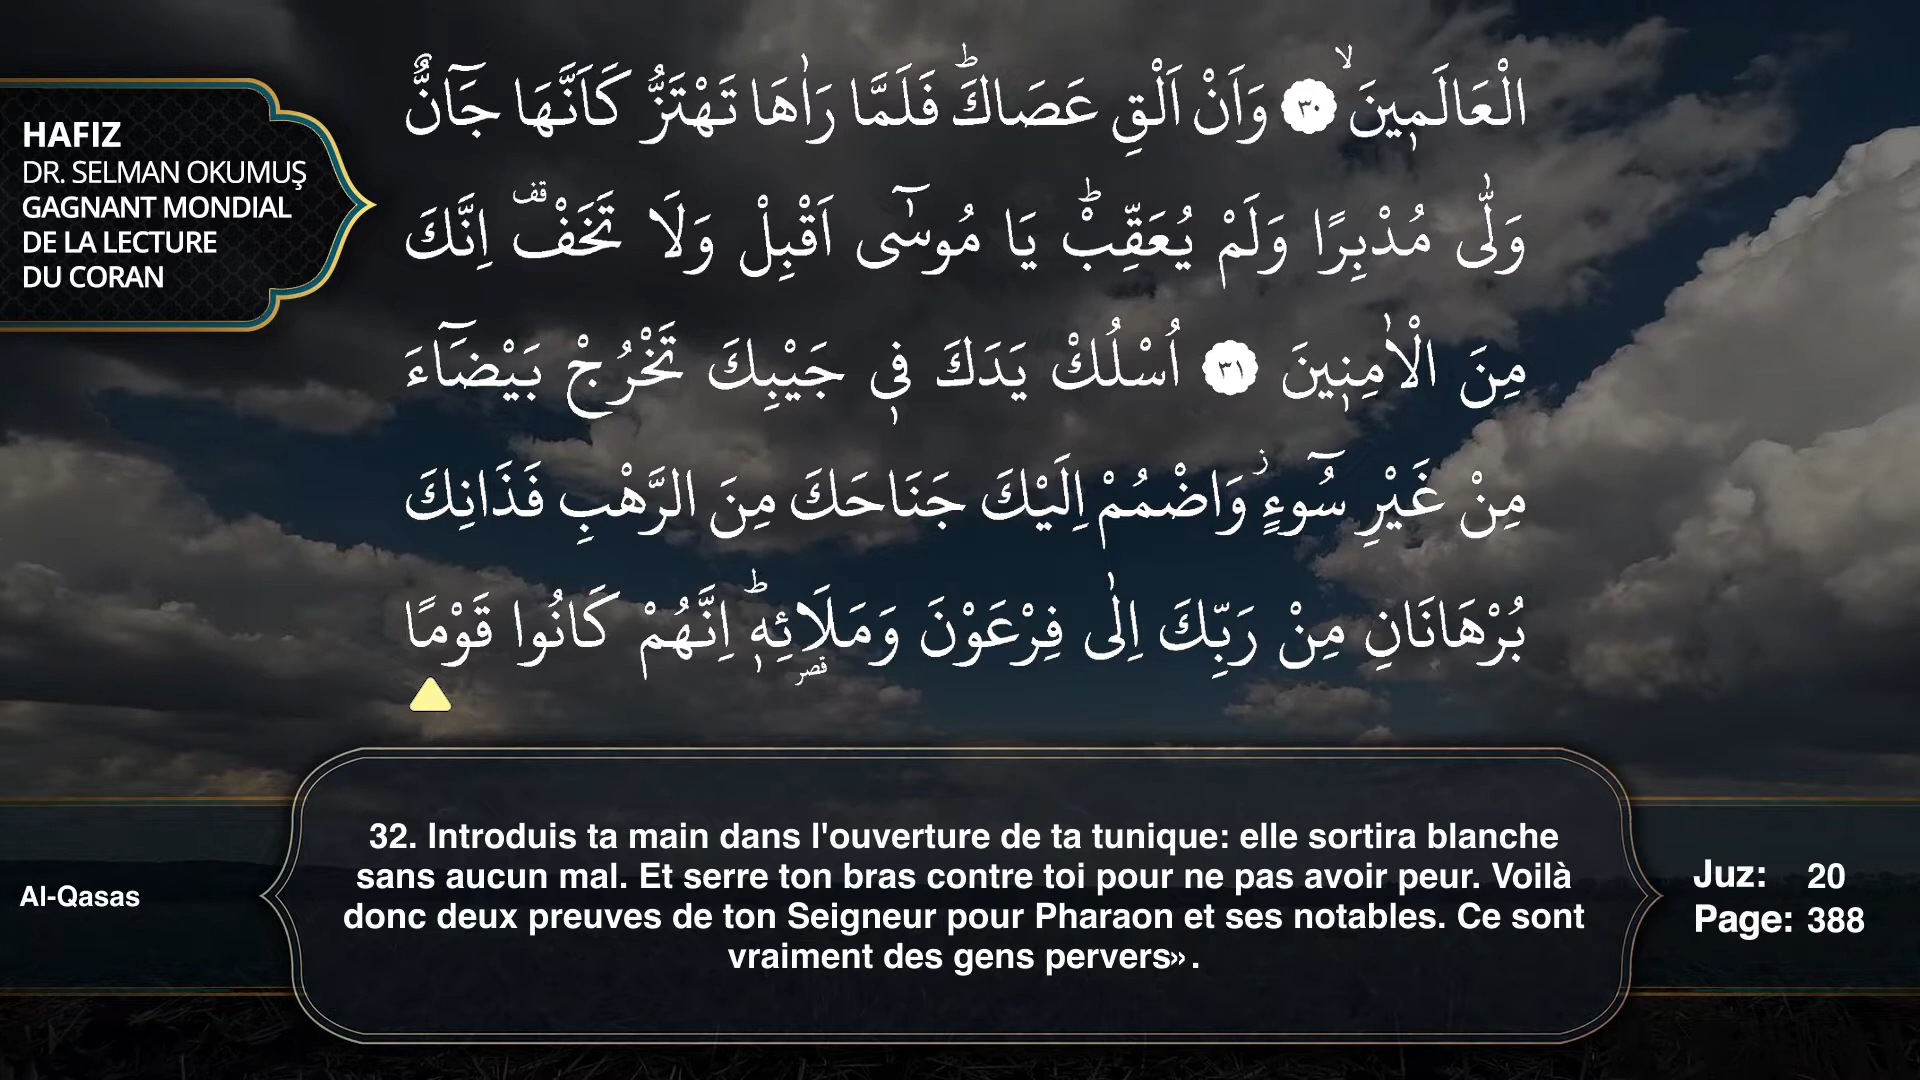 الْعَالَم۪ينَۙ ﴿٣٠﴾ وَاَنْ اَلْقِ عَصَاكَۜ فَلَمَّا رَاٰهَا تَهْتَزُّ كَاَنَّهَا جَٓانٌّ
وَلّٰى مُدْبِرًا وَلَمْ يُعَقِّبْۜ يَا مُوسٰٓى اَقْبِلْ وَلَا تَخَفْ۠ اِنَّكَ
مِنَ الْاٰمِن۪ينَ ﴿٣١﴾ اُسْلُكْ يَدَكَ ف۪ي جَيْبِكَ تَخْرُجْ بَيْضَٓاءَ
مِنْ غَيْرِ سُٓوءٍۘ وَاضْمُمْ اِلَيْكَ جَنَاحَكَ مِنَ الرَّهْبِ فَذَانِكَ
بُرْهَانَانِ مِنْ رَبِّكَ اِلٰى فِرْعَوْنَ وَمَلَا۬ئِه۪ۜ اِنَّهُمْ كَانُوا قَوْمًا
HAFIZ
DR. SELMAN OKUMUŞ
GAGNANT MONDIAL
DE LA LECTURE
DU CORAN
32. Introduis ta main dans l'ouverture de ta tunique: elle sortira blanche
sans aucun mal. Et serre ton bras contre toi pour ne pas avoir peur. Voilà
donc deux preuves de ton Seigneur pour Pharaon et ses notables. Ce sont
vraiment des gens pervers».
Al-Qasas
Juz: 20
Page: 388